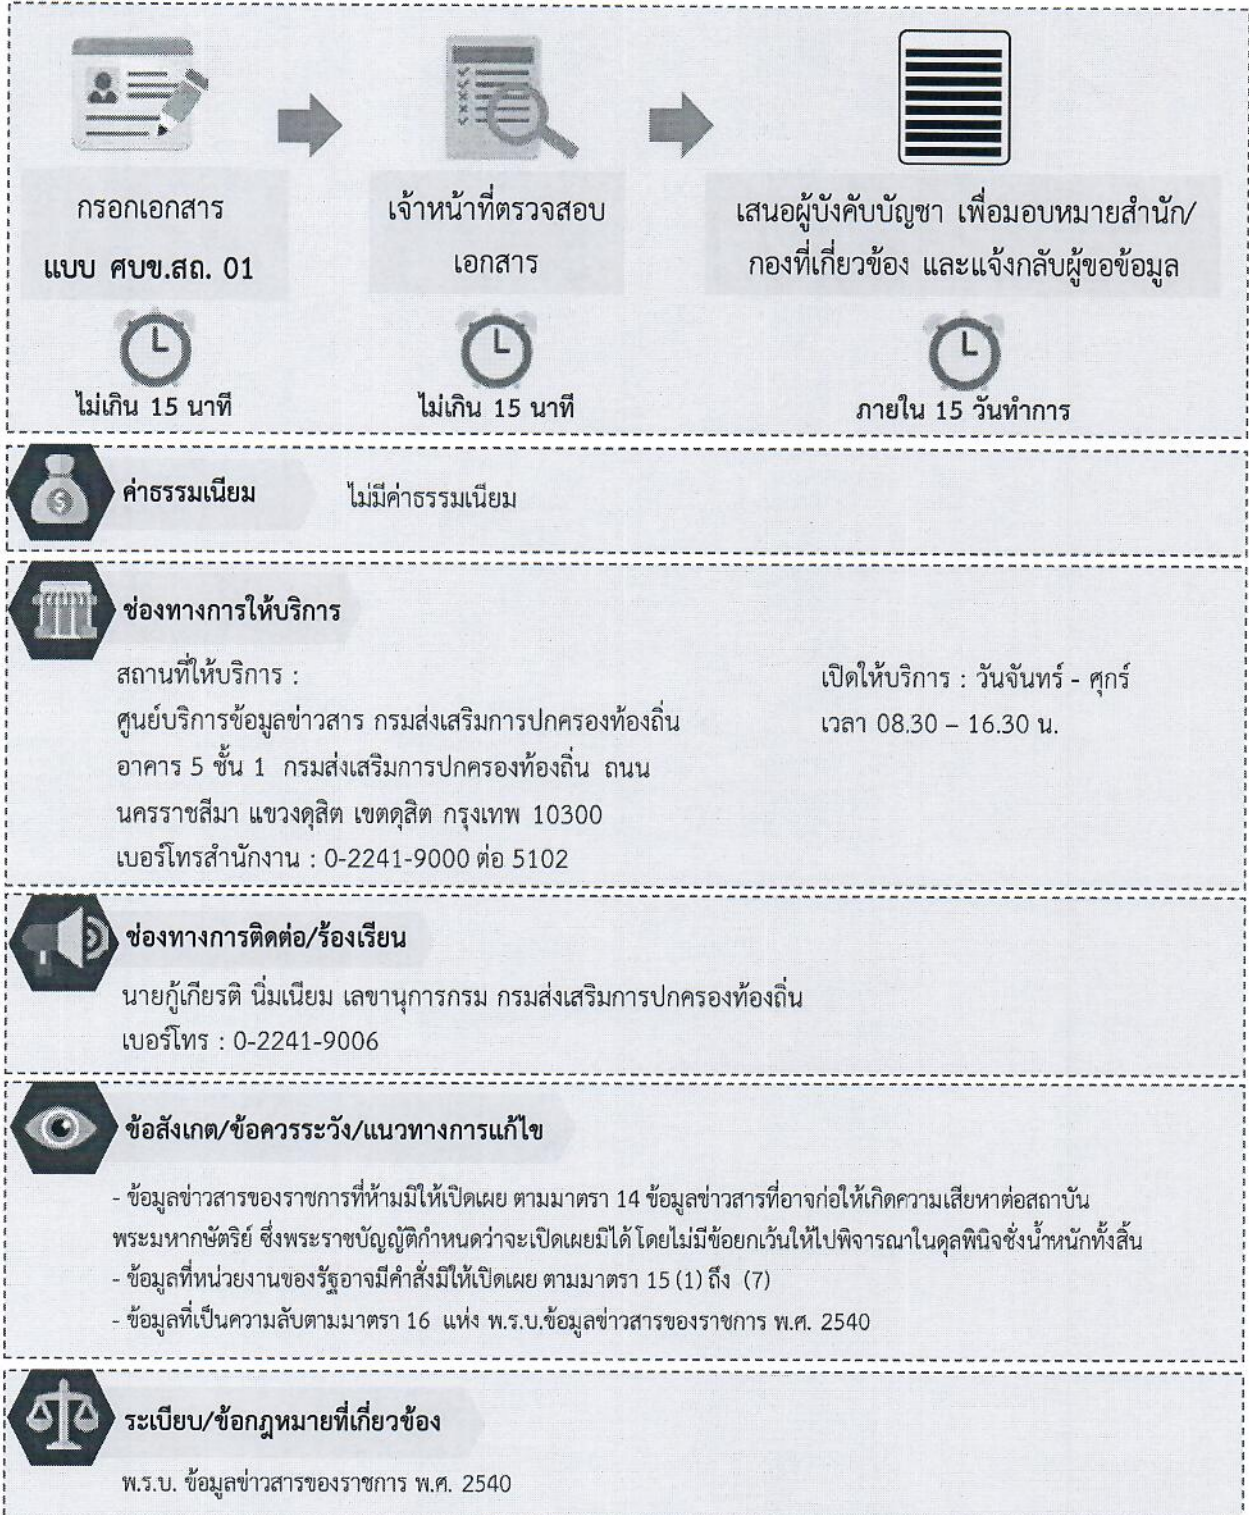 กรอกเอกสาร
แบบ ศบข.สถ. 01
ไม่เกิน 15 นาที
เจ้าหน้าที่ตรวจสอบ
เอกสาร
ไม่เกิน 15 นาที
เสนอผู้บังคับบัญชา เพื่อมอบหมายสำนัก/
กองที่เกี่ยวข้อง และแจ้งกลับผู้ขอข้อมูล
ภายใน 15 วันทำการ
ค่าธรรมเนียม
ไม่มีค่าธรรมเนียม
ช่องทางการให้บริการ
สถานที่ให้บริการ :
ศูนย์บริการข้อมูลข่าวสาร กรมส่งเสริมการปกครองท้องถิ่น
อาคาร 5 ชั้น 1 กรมส่งเสริมการปกครองท้องถิ่น ถนน
นครราชสีมา แขวงดุสิต เขตดุสิต กรุงเทพ 10300
เบอร์โทรสำนักงาน : 0-2241-9000 ต่อ 5102
เปิดให้บริการ : วันจันทร์ - ศุกร์
เวลา 08.30 – 16.30 น.
ช่องทางการติดต่อ/ร้องเรียน
นายกู้เกียรติ นิ่มเนียม เลขานุการกรม กรมส่งเสริมการปกครองท้องถิ่น
เบอร์โทร : 0-2241-9006
ข้อสังเกต/ข้อควรระวัง/แนวทางการแก้ไข
- ข้อมูลข่าวสารของราชการที่ห้ามมิให้เปิดเผย ตามมาตรา 14 ข้อมูลข่าวสารที่อาจก่อให้เกิดความเสียหาต่อสถาบัน
พระมหากษัตริย์ ซึ่งพระราชบัญญัติกำหนดว่าจะเปิดเผยมิได้ โดยไม่มีข้อยกเว้นให้ไปพิจารณาในดุลพินิจชั่งน้ำหนักทั้งสิ้น
- ข้อมูลที่หน่วยงานของรัฐอาจมีคำสั่งมิให้เปิดเผย ตามมาตรา 15 (1) ถึง (7)
- ข้อมูลที่เป็นความลับตามมาตรา 16 แห่ง พ.ร.บ.ข้อมูลข่าวสารของราชการ พ.ศ. 2540
ระเบียบ/ข้อกฎหมายที่เกี่ยวข้อง
พ.ร.บ. ข้อมูลข่าวสารของราชการ พ.ศ. 2540